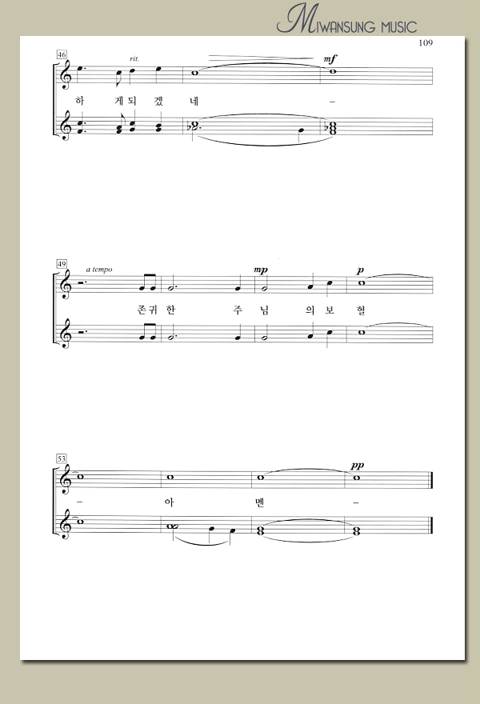 MIWANSUNG MUSIC
109
46
rit.
mf
하 게 되 겠 네 –
49
a tempo
mp
p
존 귀 한 주 님 의 보 혈
53
pp
– 아 멘 –